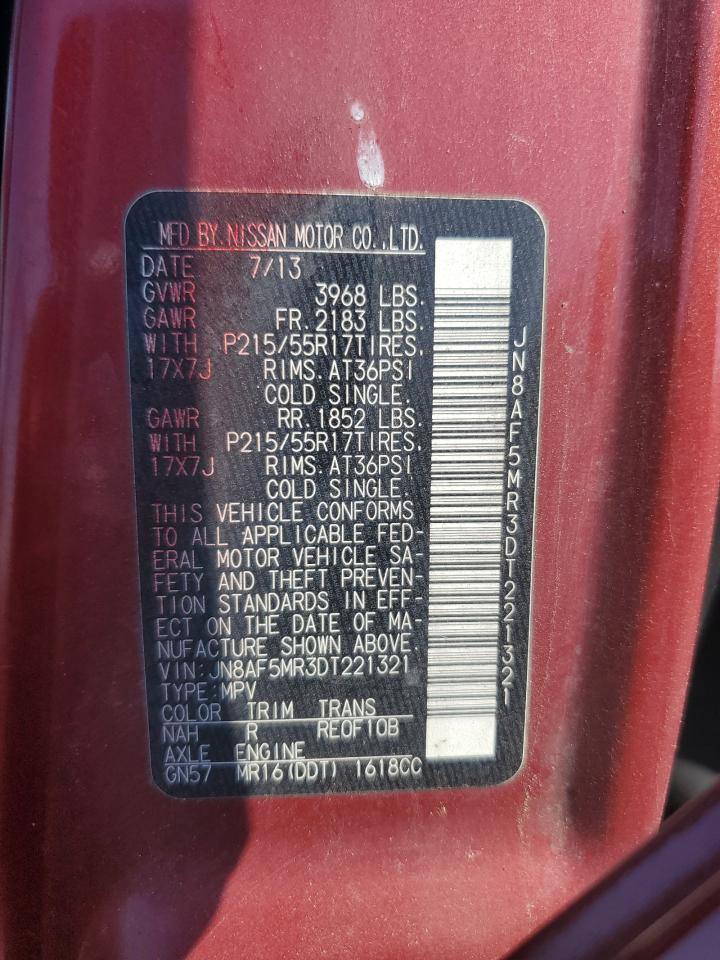 MFD BY NISSAN MOTOR CO.,LTD.
DATE 7/13
GVWR 3968 LBS.
GAWR FR. 2183 LBS.
WITH P215/55R17TIRES.
17X7J RIMS. AT36PSI
COLD SINGLE.
GAWR RR. 1852 LBS.
WITH P215/55R17TIRES.
17X7J RIMS. AT36PSI
COLD SINGLE.
THIS VEHICLE CONFORMS
TO ALL APPLICABLE FED-
ERAL MOTOR VEHICLE SA-
FETY AND THEFT PREVEN-
TION STANDARDS IN EFF-
ECT ON THE DATE OF MA-
NUFACTURE SHOWN ABOVE.
VIN: JN8AF5MR3DT221321
TYPE: MPV
COLOR TRIM TRANS
NAH R RE0F10B
AXLE ENGINE
GN57 MR16(DDT) 1618CC
JN8AF5MR3DT221321